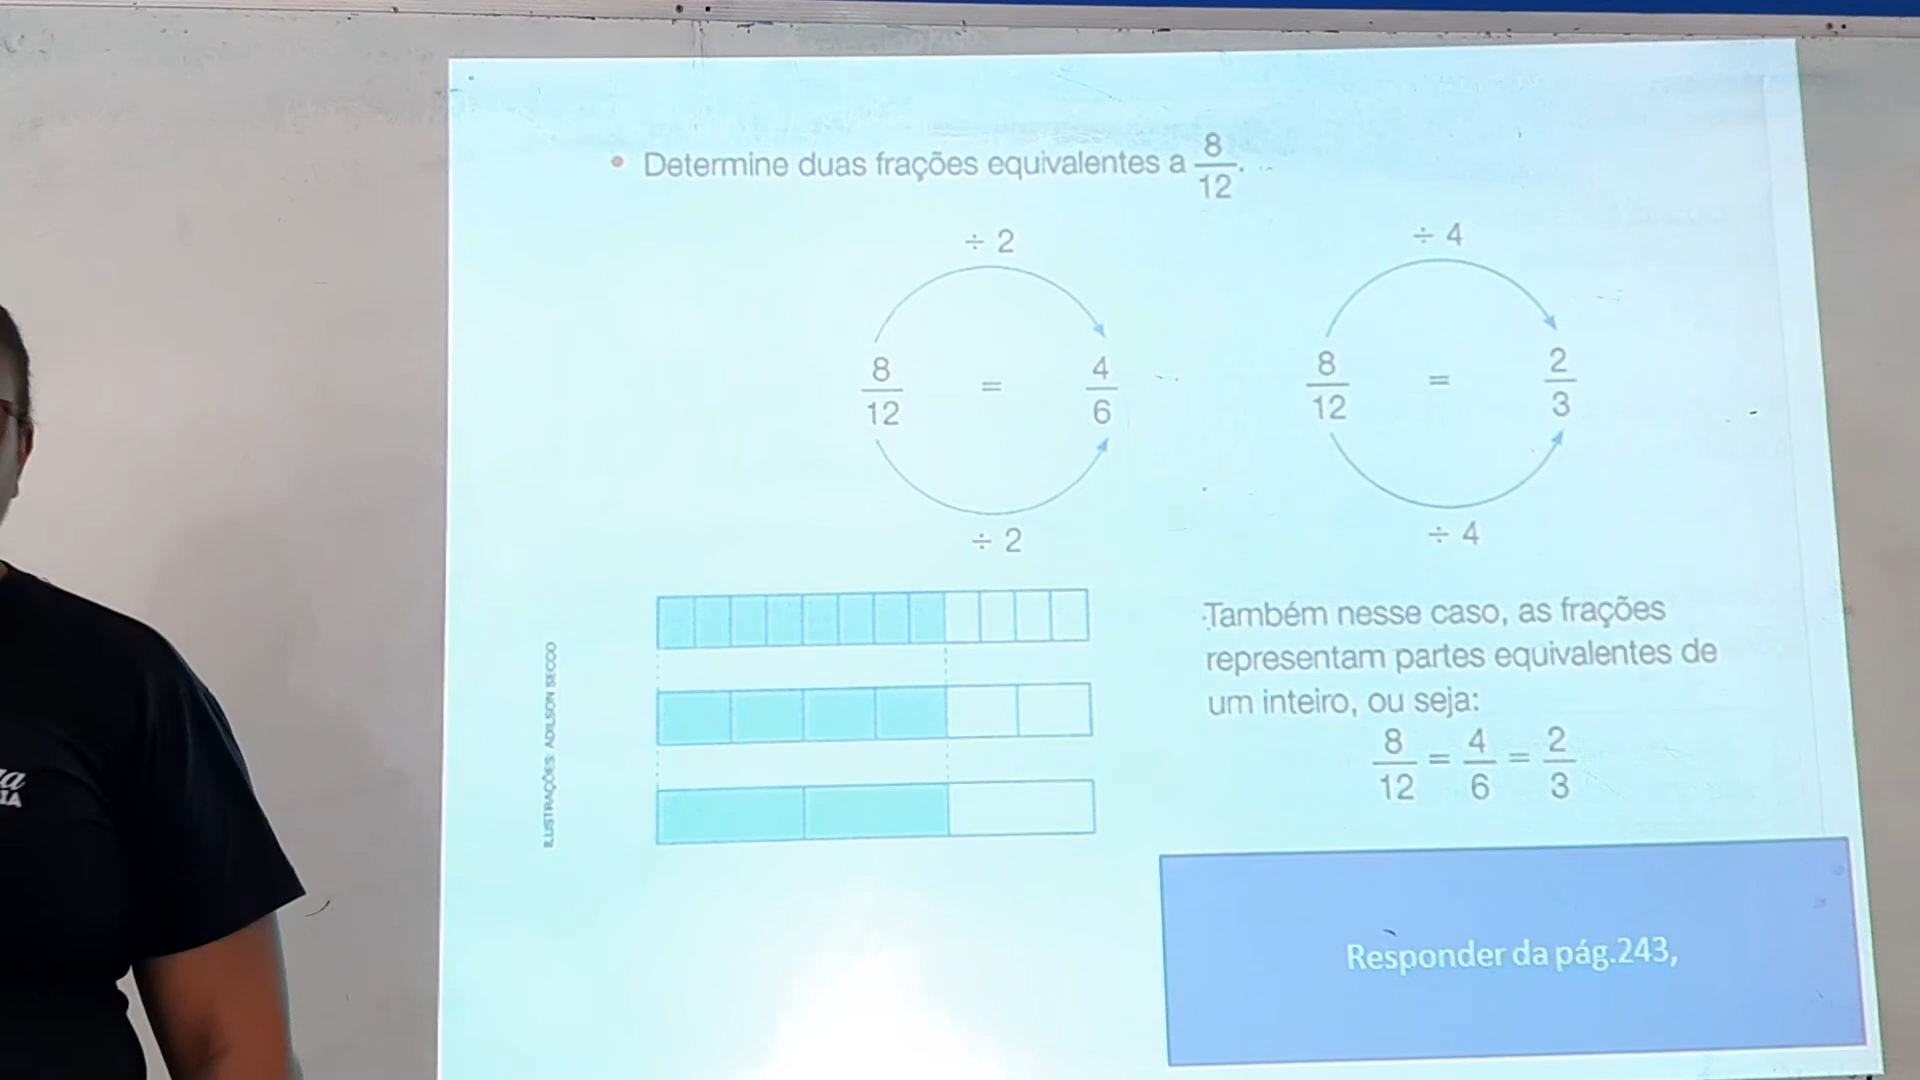 • Determine duas frações equivalentes a 8/12.
÷ 2
8/12 = 4/6
÷ 2
÷ 4
8/12 = 2/3
÷ 4
ILUSTRAÇÕES: ADILSON SECCO
Também nesse caso, as frações
representam partes equivalentes de
um inteiro, ou seja:
8/12 = 4/6 = 2/3
Responder da pág.243,